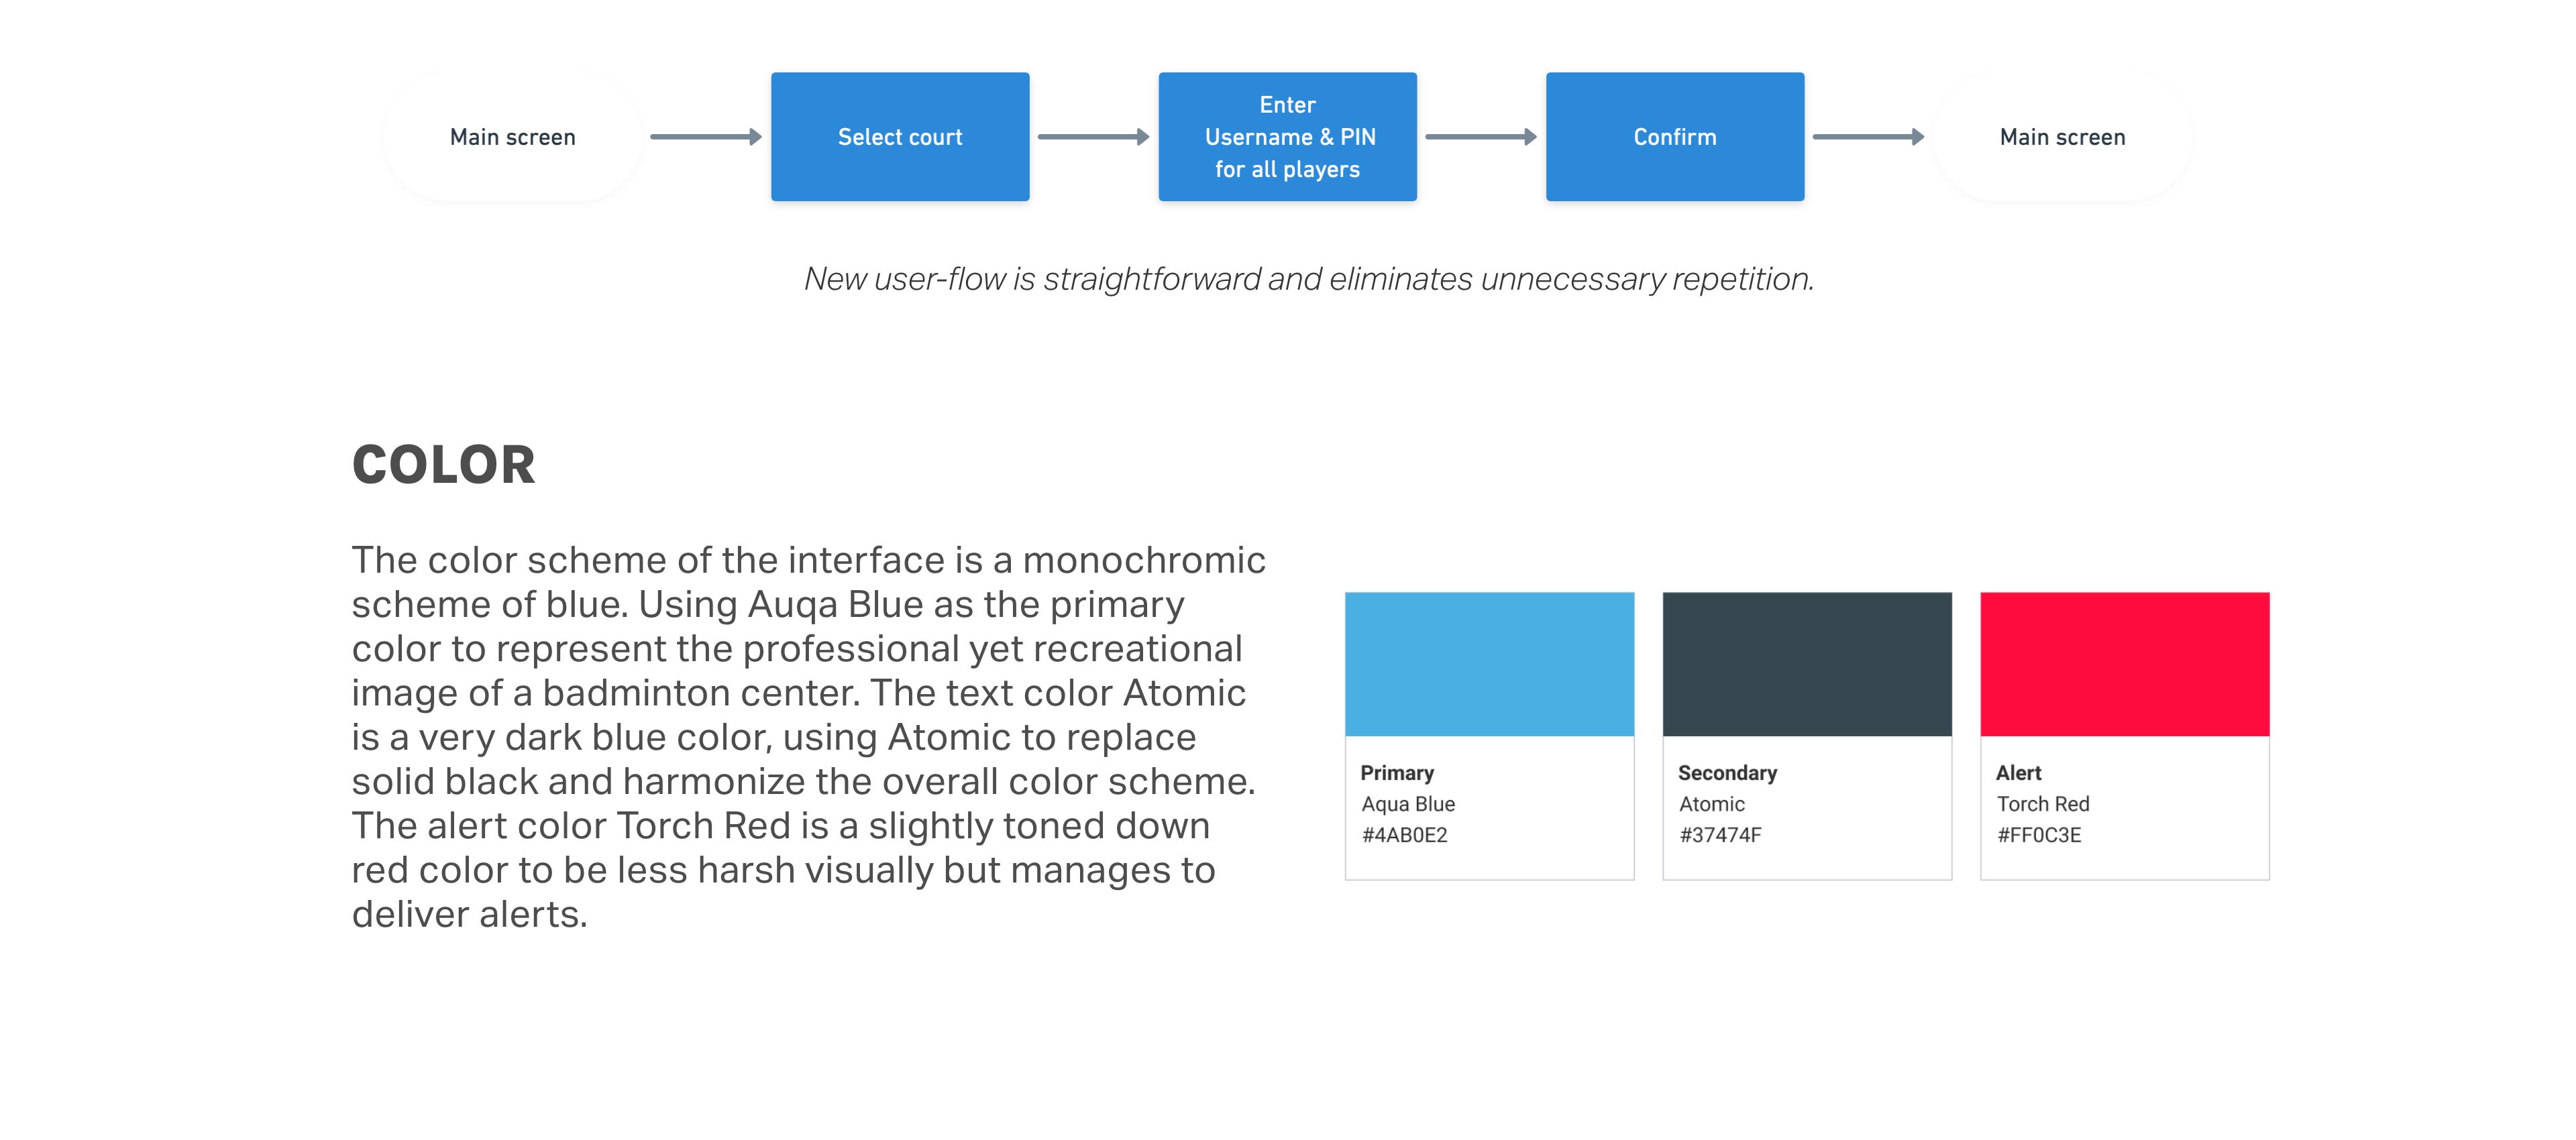 Main screen
Select court
Enter
Username & PIN
for all players
Confirm
Main screen
New user-flow is straightforward and eliminates unnecessary repetition.
COLOR
The color scheme of the interface is a monochromic
scheme of blue. Using Auqa Blue as the primary
color to represent the professional yet recreational
image of a badminton center. The text color Atomic
is a very dark blue color, using Atomic to replace
solid black and harmonize the overall color scheme.
The alert color Torch Red is a slightly toned down
red color to be less harsh visually but manages to
deliver alerts.
Primary
Aqua Blue
#4AB0E2
Secondary
Atomic
#37474F
Alert
Torch Red
#FF0C3E